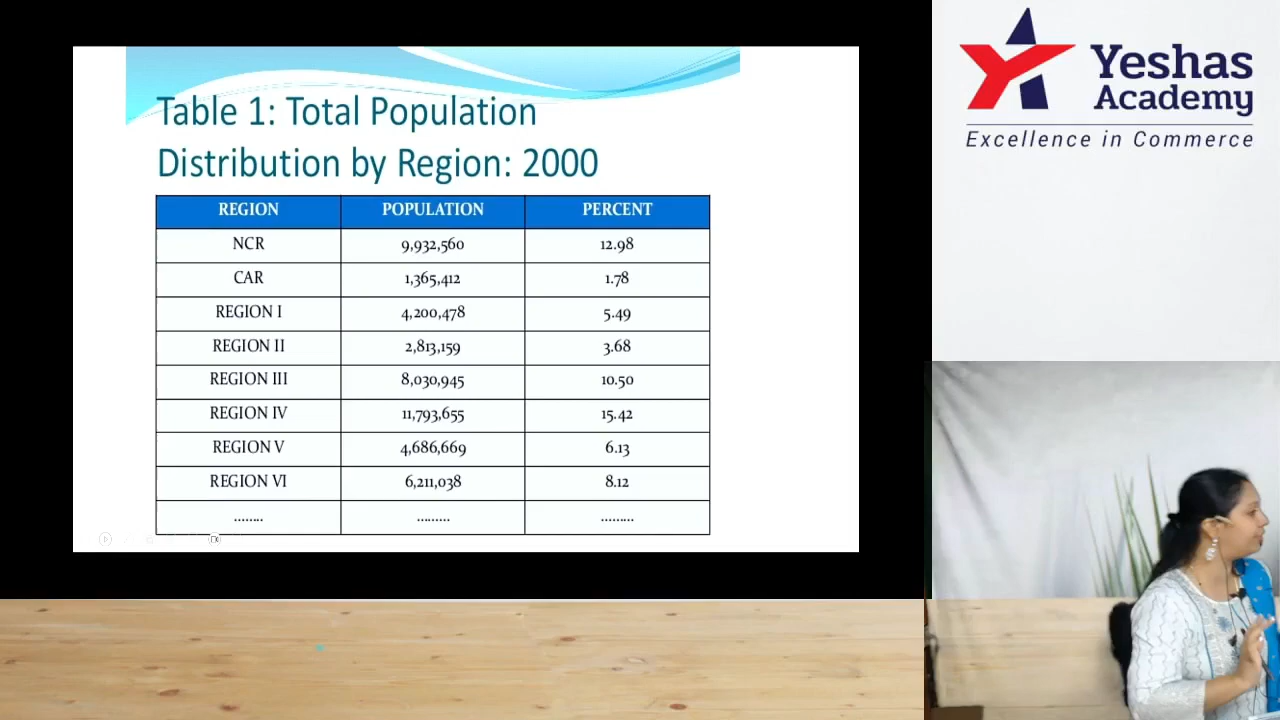 Table 1: Total Population
Distribution by Region: 2000
REGION POPULATION PERCENT
NCR 9,932,560 12.98
CAR 1,365,412 1.78
REGION I 4,200,478 5.49
REGION II 2,813,159 3.68
REGION III 8,030,945 10.50
REGION IV 11,793,655 15.42
REGION V 4,686,669 6.13
REGION VI 6,211,038 8.12
........ ......... .........
Yeshas
Academy
Excellence in Commerce